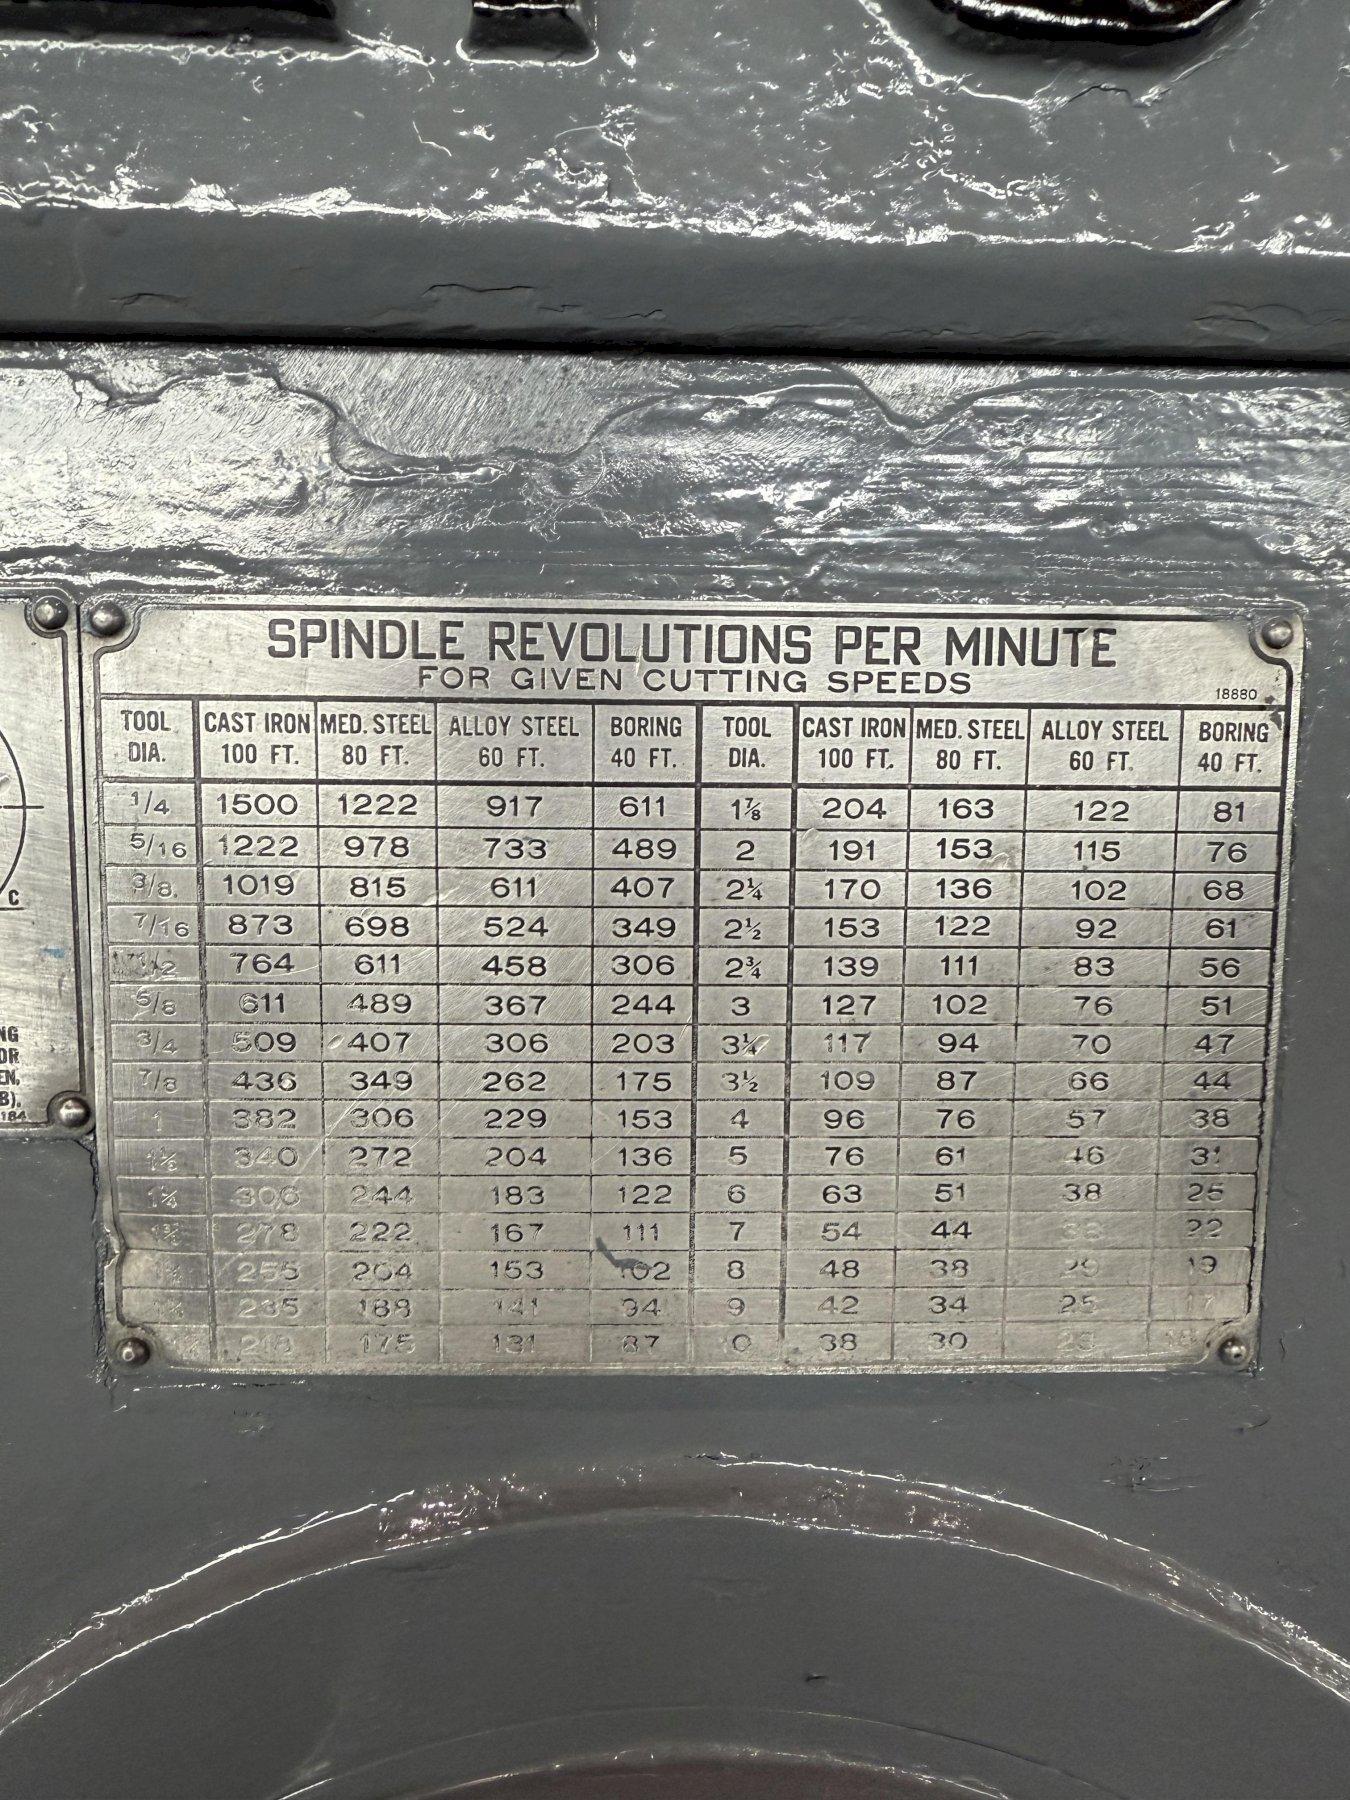 SPINDLE REVOLUTIONS PER MINUTE
FOR GIVEN CUTTING SPEEDS
18880
TOOL DIA. CAST IRON 100 FT. MED. STEEL 80 FT. ALLOY STEEL 60 FT. BORING 40 FT. TOOL DIA. CAST IRON 100 FT. MED. STEEL 80 FT. ALLOY STEEL 60 FT. BORING 40 FT.
1/4 1500 1222 917 611 1⅞ 204 163 122 81
5/16 1222 978 733 489 2 191 153 115 76
3/8 1019 815 611 407 2¼ 170 136 102 68
7/16 873 698 524 349 2½ 153 122 92 61
764 611 458 306 2¾ 139 111 83 56
5/8 611 489 367 244 3 127 102 76 51
3/4 509 407 306 203 3¼ 117 94 70 47
7/8 436 349 262 175 3½ 109 87 66 44
1 382 306 229 153 4 96 76 57 38
340 272 204 136 5 76 61 46 31
1¼ 306 244 183 122 6 63 51 38 25
278 222 167 111 7 54 44 22
255 204 153 102 8 48 38 19
235 188 141 94 9 42 34 25 17
218 175 131 87 38 30 23
C
NG
OR
EN.
B).
184